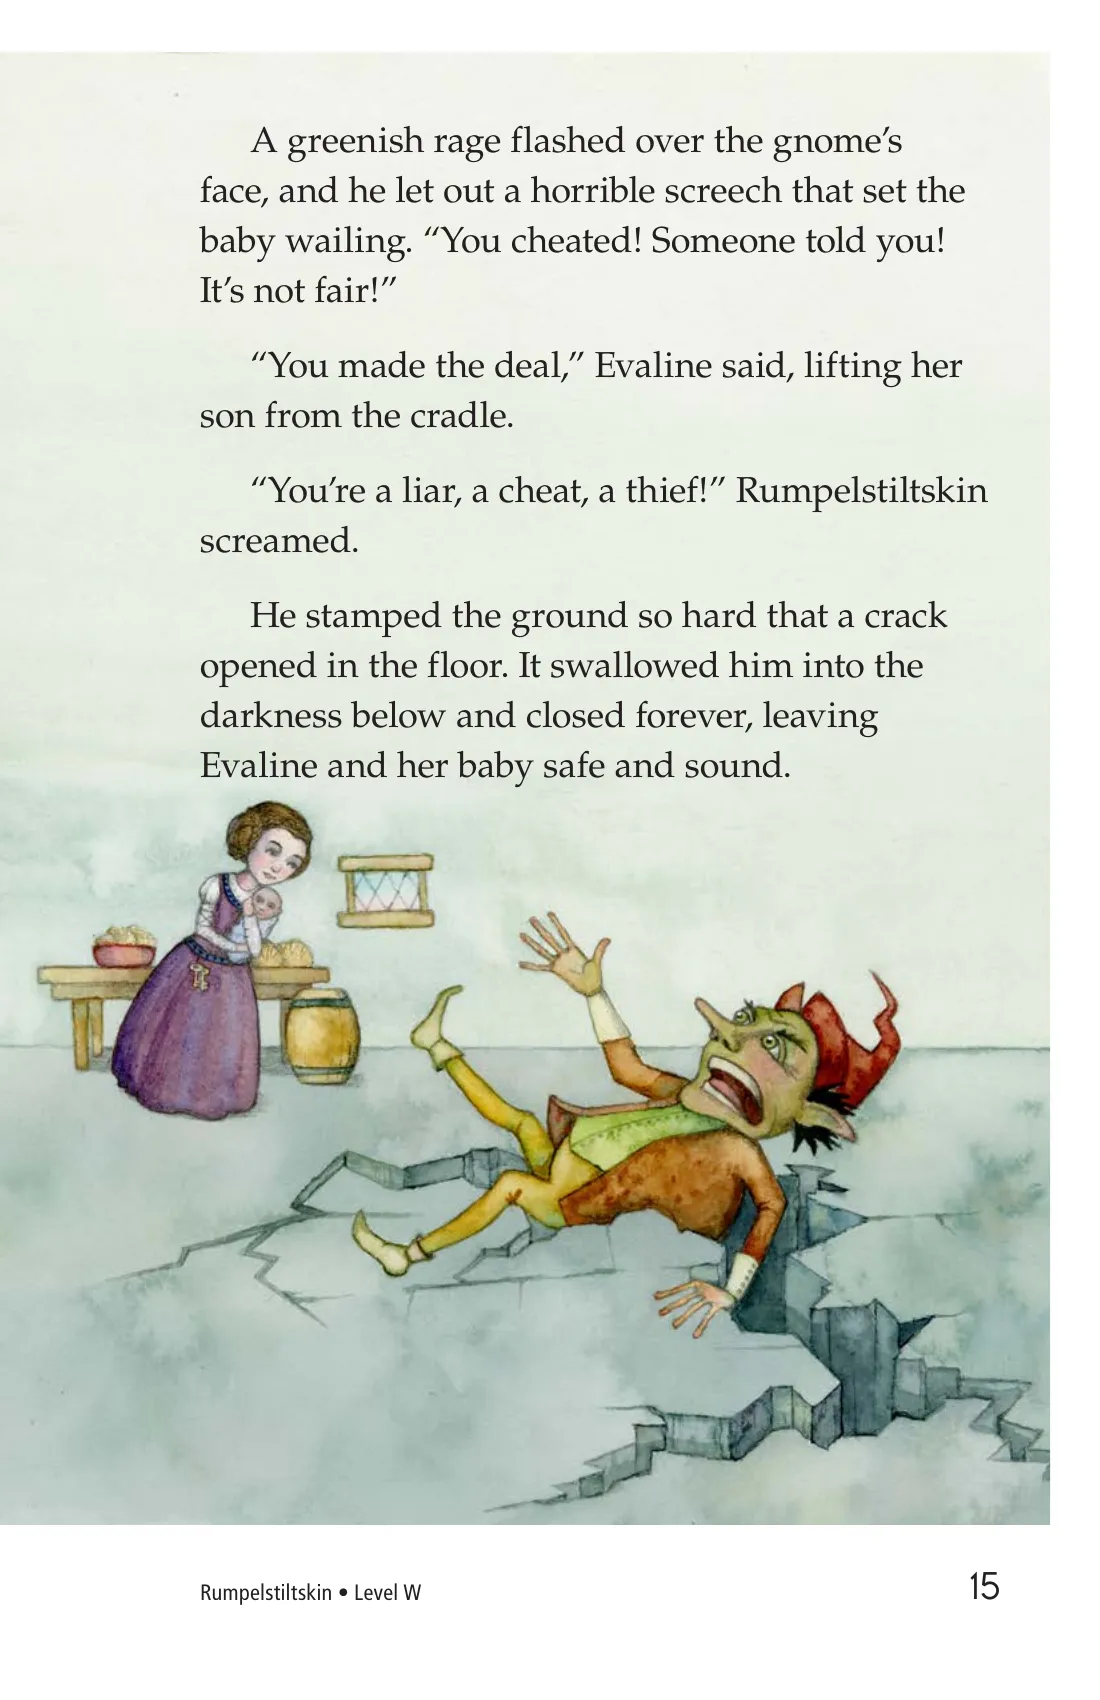 A greenish rage flashed over the gnome’s
face, and he let out a horrible screech that set the
baby wailing. “You cheated! Someone told you!
It’s not fair!”
“You made the deal,” Evaline said, lifting her
son from the cradle.
“You’re a liar, a cheat, a thief!” Rumpelstiltskin
screamed.
He stamped the ground so hard that a crack
opened in the floor. It swallowed him into the
darkness below and closed forever, leaving
Evaline and her baby safe and sound.
Rumpelstiltskin • Level W
15